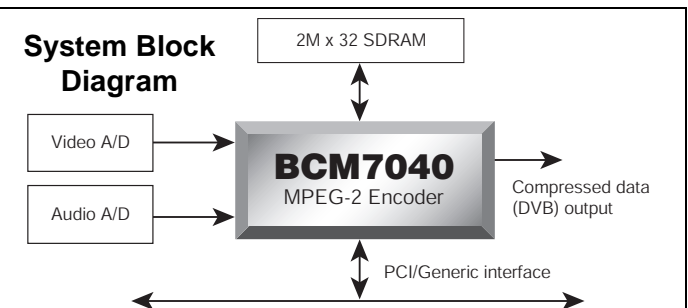 System Block
Diagram
2M x 32 SDRAM
Video A/D
Audio A/D
BCM7040
MPEG-2 Encoder
Compressed data
(DVB) output
PCI/Generic interface